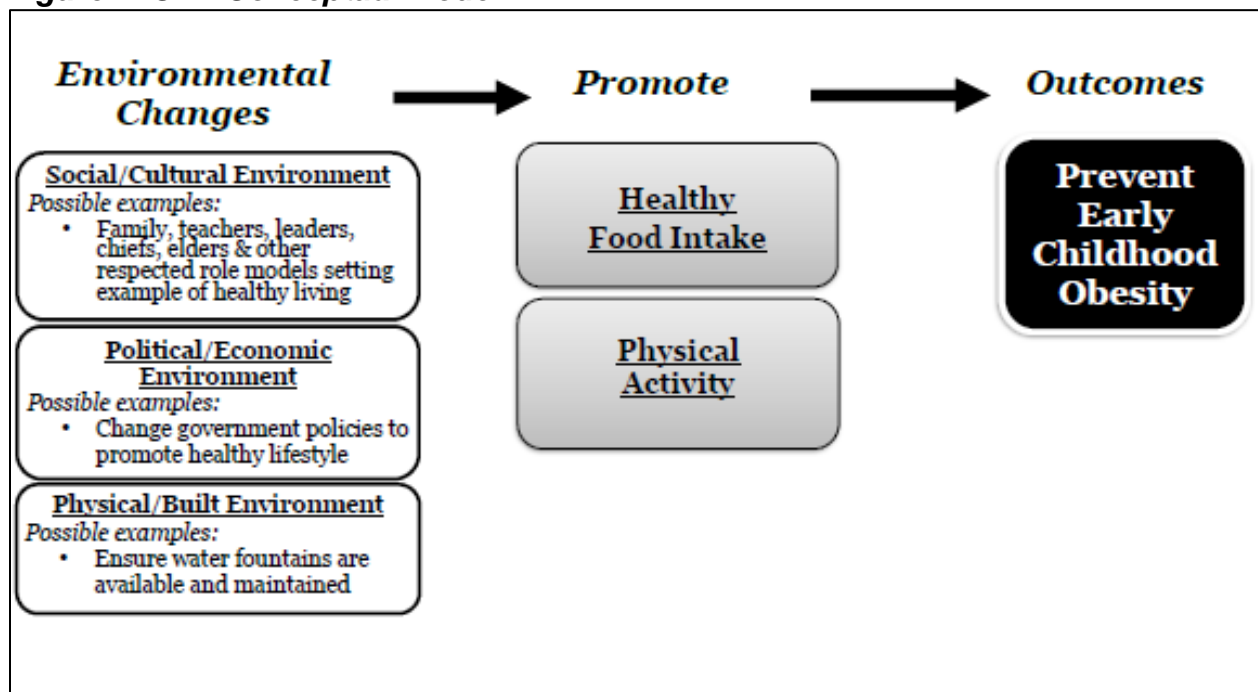 Environmental
Changes
Promote
Outcomes
Social/Cultural Environment
Possible examples:
• Family, teachers, leaders,
chiefs, elders & other
respected role models setting
example of healthy living
Political/Economic
Environment
Possible examples:
• Change government policies to
promote healthy lifestyle
Physical/Built Environment
Possible examples:
• Ensure water fountains are
available and maintained
Healthy
Food Intake
Physical
Activity
Prevent
Early
Childhood
Obesity